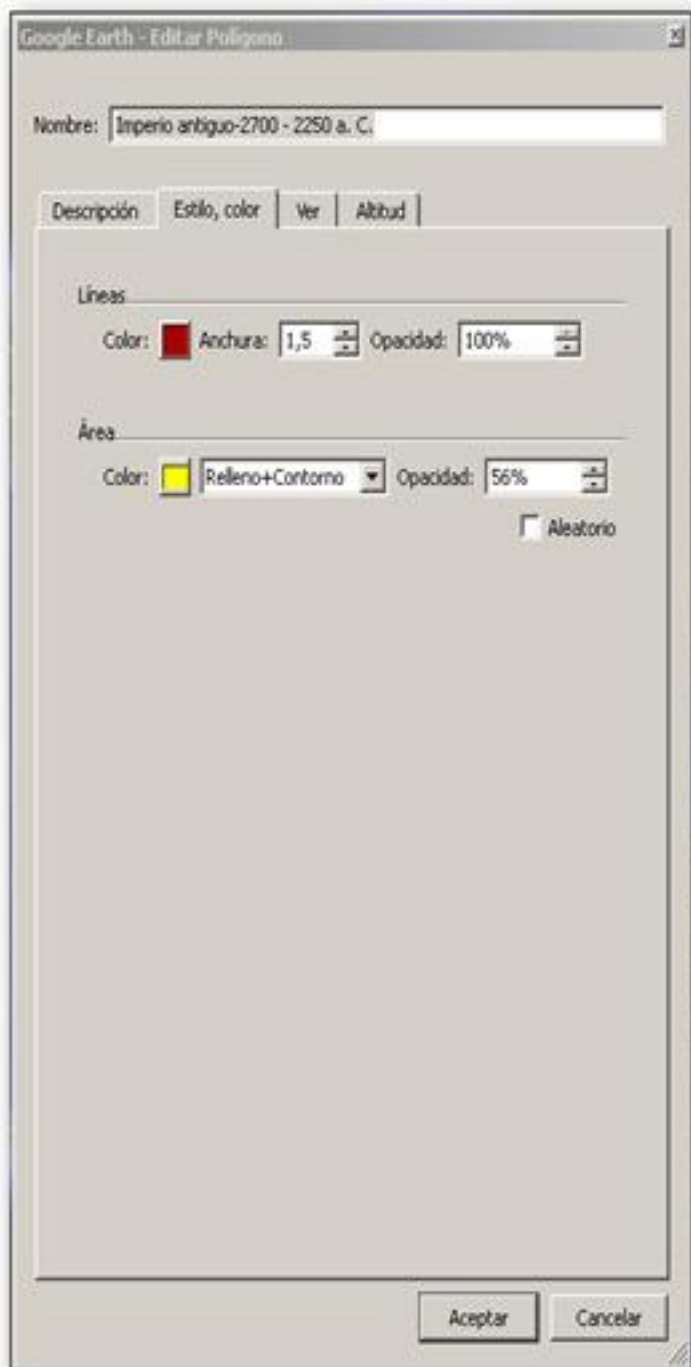 Google Earth - Editar Polígono
Nombre: Imperio antiguo-2700 - 2250 a. C.
Descripción Estilo, color Ver Altitud
Líneas
Color: Anchura: 1,5 Opacidad: 100%
Área
Color: Relleno+Contorno Opacidad: 56%
Aleatorio
Aceptar Cancelar